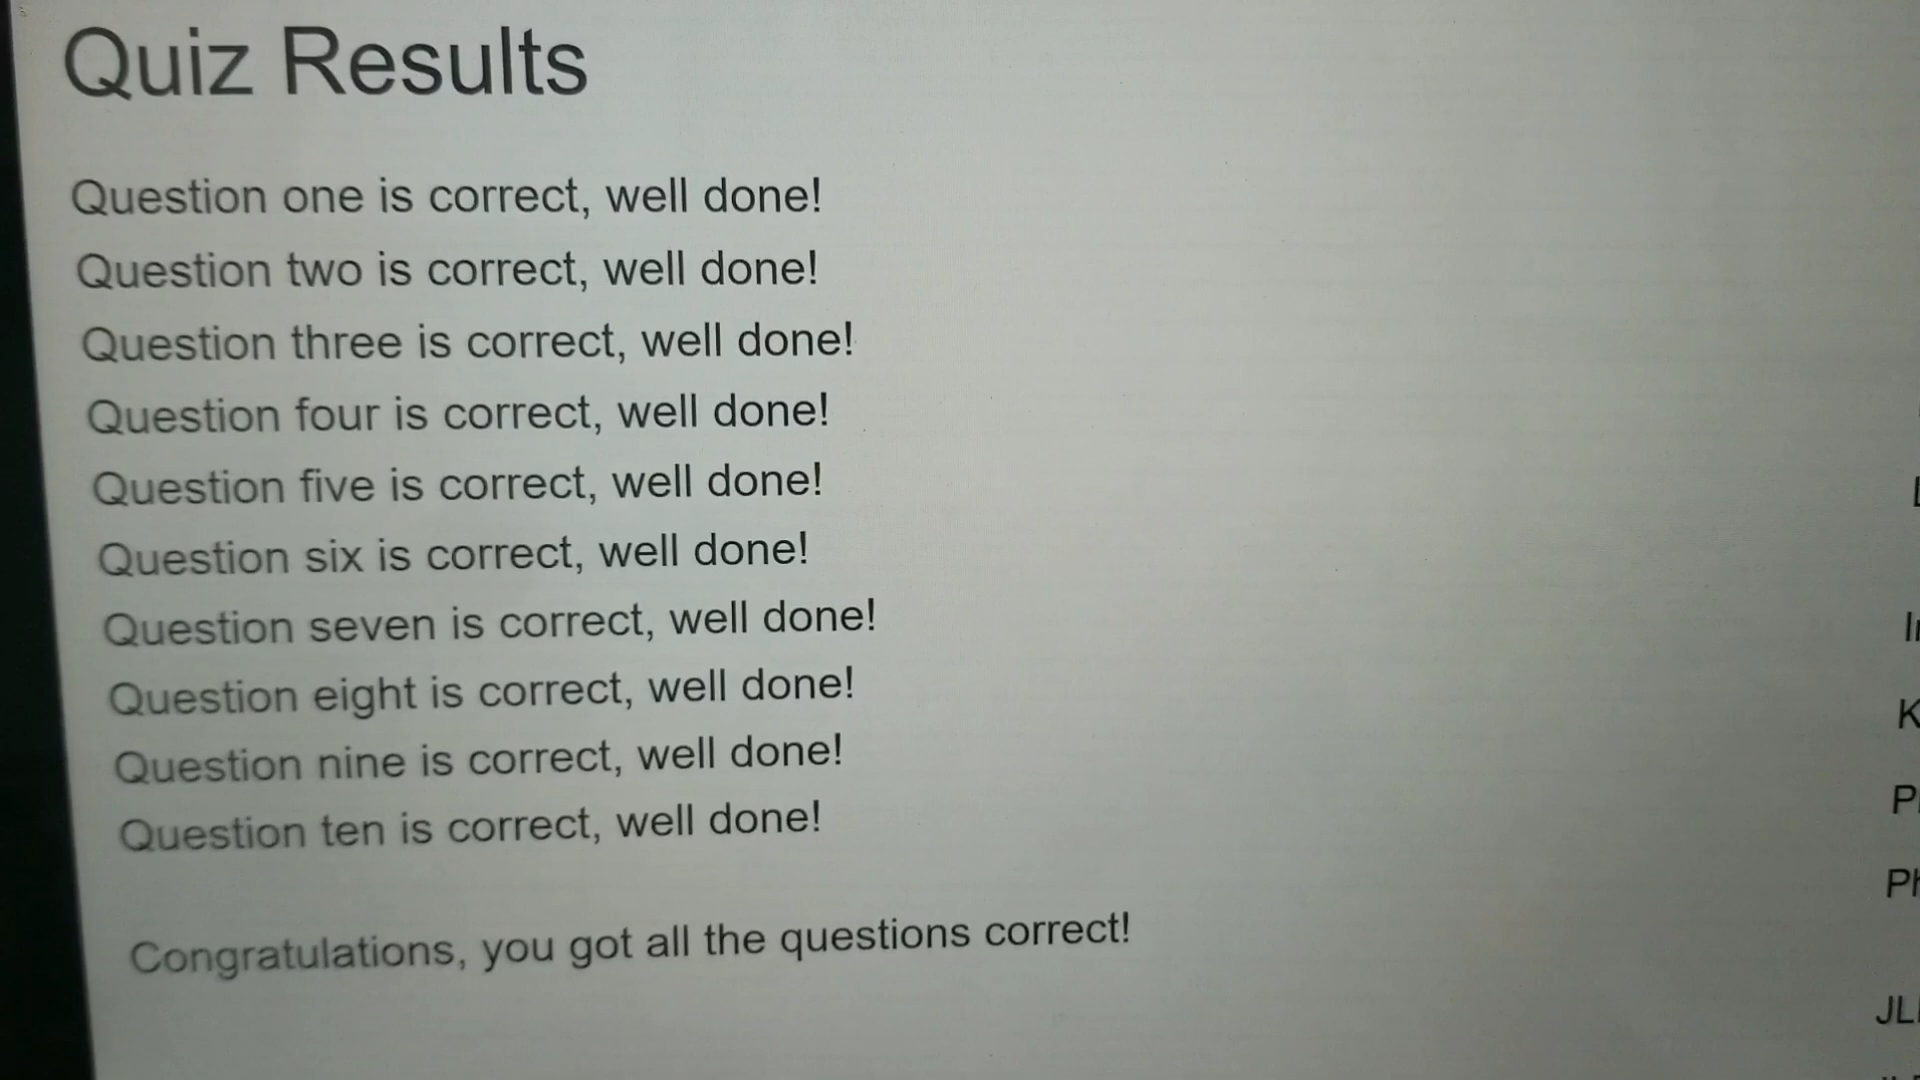 Quiz Results
Question one is correct, well done!
Question two is correct, well done!
Question three is correct, well done!
Question four is correct, well done!
Question five is correct, well done!
Question six is correct, well done!
Question seven is correct, well done!
Question eight is correct, well done!
Question nine is correct, well done!
Question ten is correct, well done!
Congratulations, you got all the questions correct!